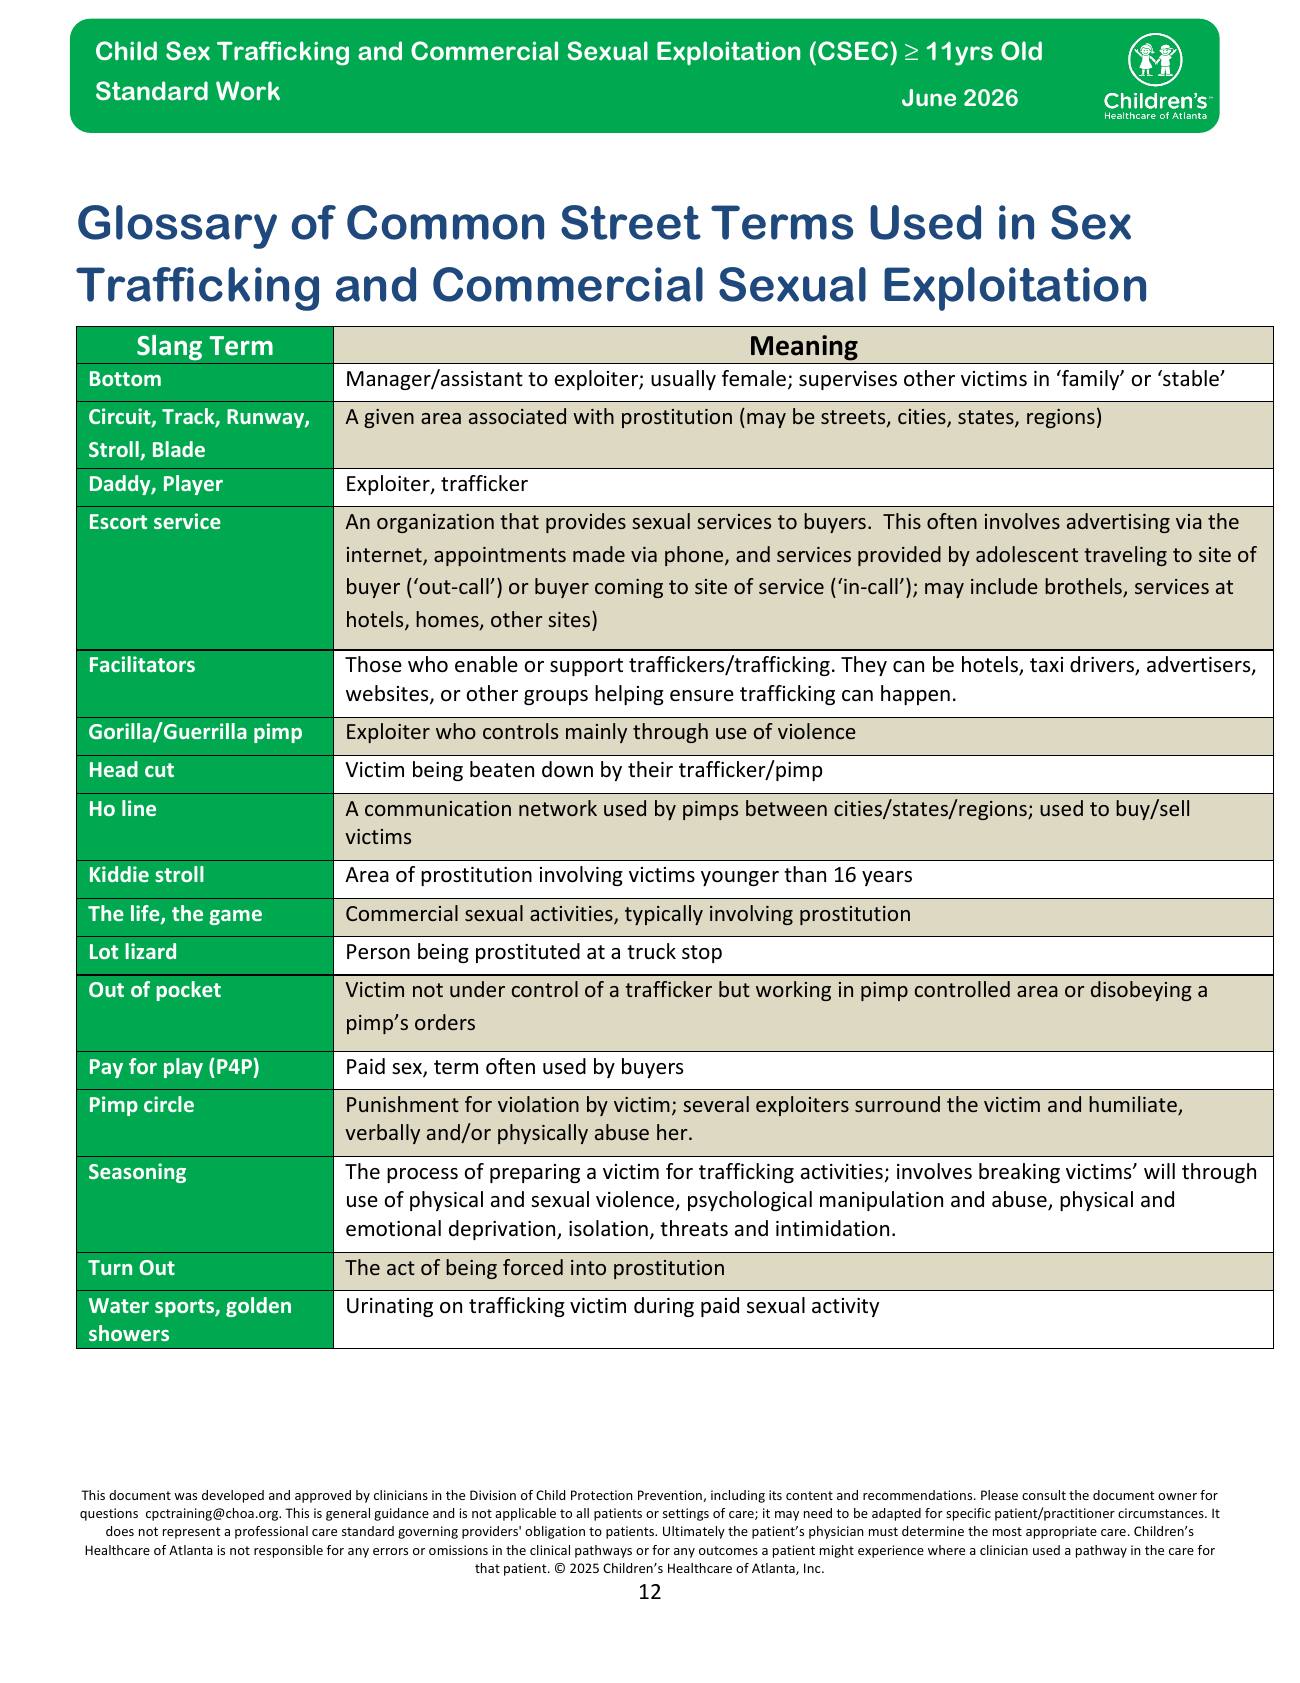 Child Sex Trafficking and Commercial Sexual Exploitation (CSEC) ≥ 11yrs Old
Standard Work
June 2026
Children's™
Healthcare of Atlanta
Glossary of Common Street Terms Used in Sex
Trafficking and Commercial Sexual Exploitation
Slang Term
Meaning
Bottom
Manager/assistant to exploiter; usually female; supervises other victims in ‘family’ or ‘stable’
Circuit, Track, Runway,
Stroll, Blade
A given area associated with prostitution (may be streets, cities, states, regions)
Daddy, Player
Exploiter, trafficker
Escort service
An organization that provides sexual services to buyers.  This often involves advertising via the
internet, appointments made via phone, and services provided by adolescent traveling to site of
buyer (‘out-call’) or buyer coming to site of service (‘in-call’); may include brothels, services at
hotels, homes, other sites)
Facilitators
Those who enable or support traffickers/trafficking. They can be hotels, taxi drivers, advertisers,
websites, or other groups helping ensure trafficking can happen.
Gorilla/Guerrilla pimp
Exploiter who controls mainly through use of violence
Head cut
Victim being beaten down by their trafficker/pimp
Ho line
A communication network used by pimps between cities/states/regions; used to buy/sell
victims
Kiddie stroll
Area of prostitution involving victims younger than 16 years
The life, the game
Commercial sexual activities, typically involving prostitution
Lot lizard
Person being prostituted at a truck stop
Out of pocket
Victim not under control of a trafficker but working in pimp controlled area or disobeying a
pimp’s orders
Pay for play (P4P)
Paid sex, term often used by buyers
Pimp circle
Punishment for violation by victim; several exploiters surround the victim and humiliate,
verbally and/or physically abuse her.
Seasoning
The process of preparing a victim for trafficking activities; involves breaking victims’ will through
use of physical and sexual violence, psychological manipulation and abuse, physical and
emotional deprivation, isolation, threats and intimidation.
Turn Out
The act of being forced into prostitution
Water sports, golden
showers
Urinating on trafficking victim during paid sexual activity
This document was developed and approved by clinicians in the Division of Child Protection Prevention, including its content and recommendations. Please consult the document owner for
questions  cpctraining@choa.org. This is general guidance and is not applicable to all patients or settings of care; it may need to be adapted for specific patient/practitioner circumstances. It
does not represent a professional care standard governing providers' obligation to patients. Ultimately the patient’s physician must determine the most appropriate care. Children’s
Healthcare of Atlanta is not responsible for any errors or omissions in the clinical pathways or for any outcomes a patient might experience where a clinician used a pathway in the care for
that patient. © 2025 Children’s Healthcare of Atlanta, Inc.
12